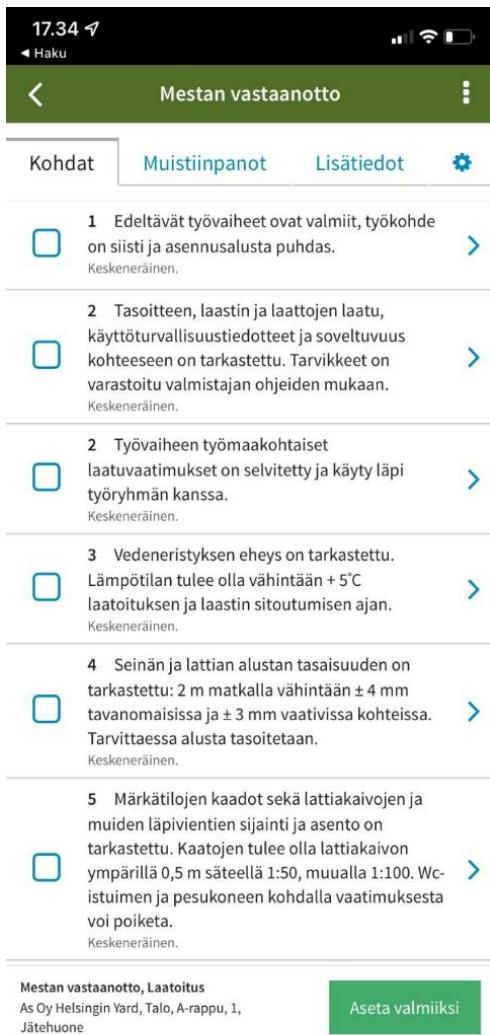 17.34
◄ Haku
Mestan vastaanotto
Kohdat Muistiinpanot Lisätiedot
1 Edeltävät työvaiheet ovat valmiit, työkohde
on siisti ja asennusalusta puhdas.
Keskeneräinen.
2 Tasoitteen, laastin ja laattojen laatu,
käyttöturvallisuustiedotteet ja soveltuvuus
kohteeseen on tarkastettu. Tarvikkeet on
varastoitu valmistajan ohjeiden mukaan.
Keskeneräinen.
2 Työvaiheen työmaakohtaiset
laatuvaatimukset on selvitetty ja käyty läpi
työryhmän kanssa.
Keskeneräinen.
3 Vedeneristyksen eheys on tarkastettu.
Lämpötilan tulee olla vähintään + 5°C
laatoituksen ja laastin sitoutumisen ajan.
Keskeneräinen.
4 Seinän ja lattian alustan tasaisuuden on
tarkastettu: 2 m matkalla vähintään ± 4 mm
tavanomaisissa ja ± 3 mm vaativissa kohteissa.
Tarvittaessa alusta tasoitetaan.
Keskeneräinen.
5 Märkätilojen kaadot sekä lattiakaivojen ja
muiden läpivientien sijainti ja asento on
tarkastettu. Kaatojen tulee olla lattiakaivon
ympärillä 0,5 m säteellä 1:50, muualla 1:100. Wc-
istuimen ja pesukoneen kohdalla vaatimuksesta
voi poiketa.
Keskeneräinen.
Mestan vastaanotto, Laatoitus
As Oy Helsingin Yard, Talo, A-rappu, 1,
Jätehuone
Aseta valmiiksi